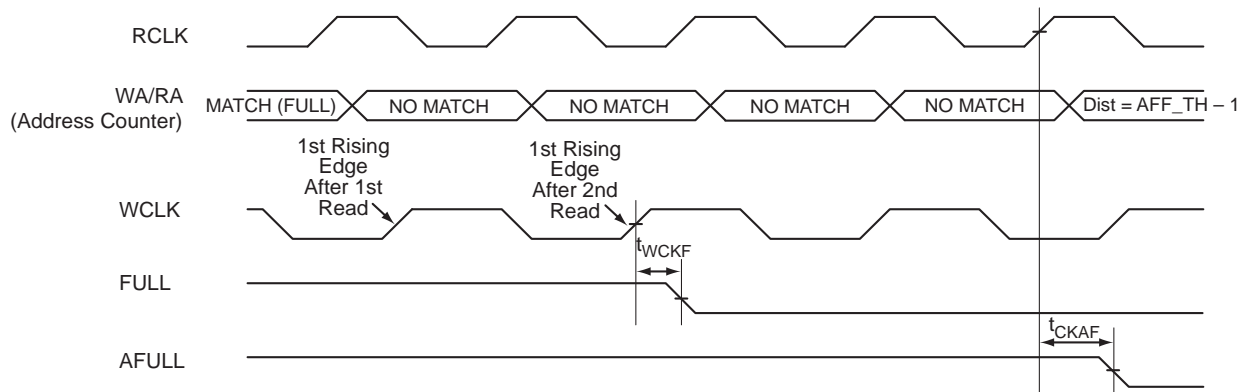 RCLK
WA/RA
(Address Counter)
MATCH (FULL)
NO MATCH
NO MATCH
NO MATCH
NO MATCH
Dist = AFF_TH – 1
1st Rising
Edge
After 1st
Read
1st Rising
Edge
After 2nd
Read
WCLK
tWCKF
FULL
tCKAF
AFULL